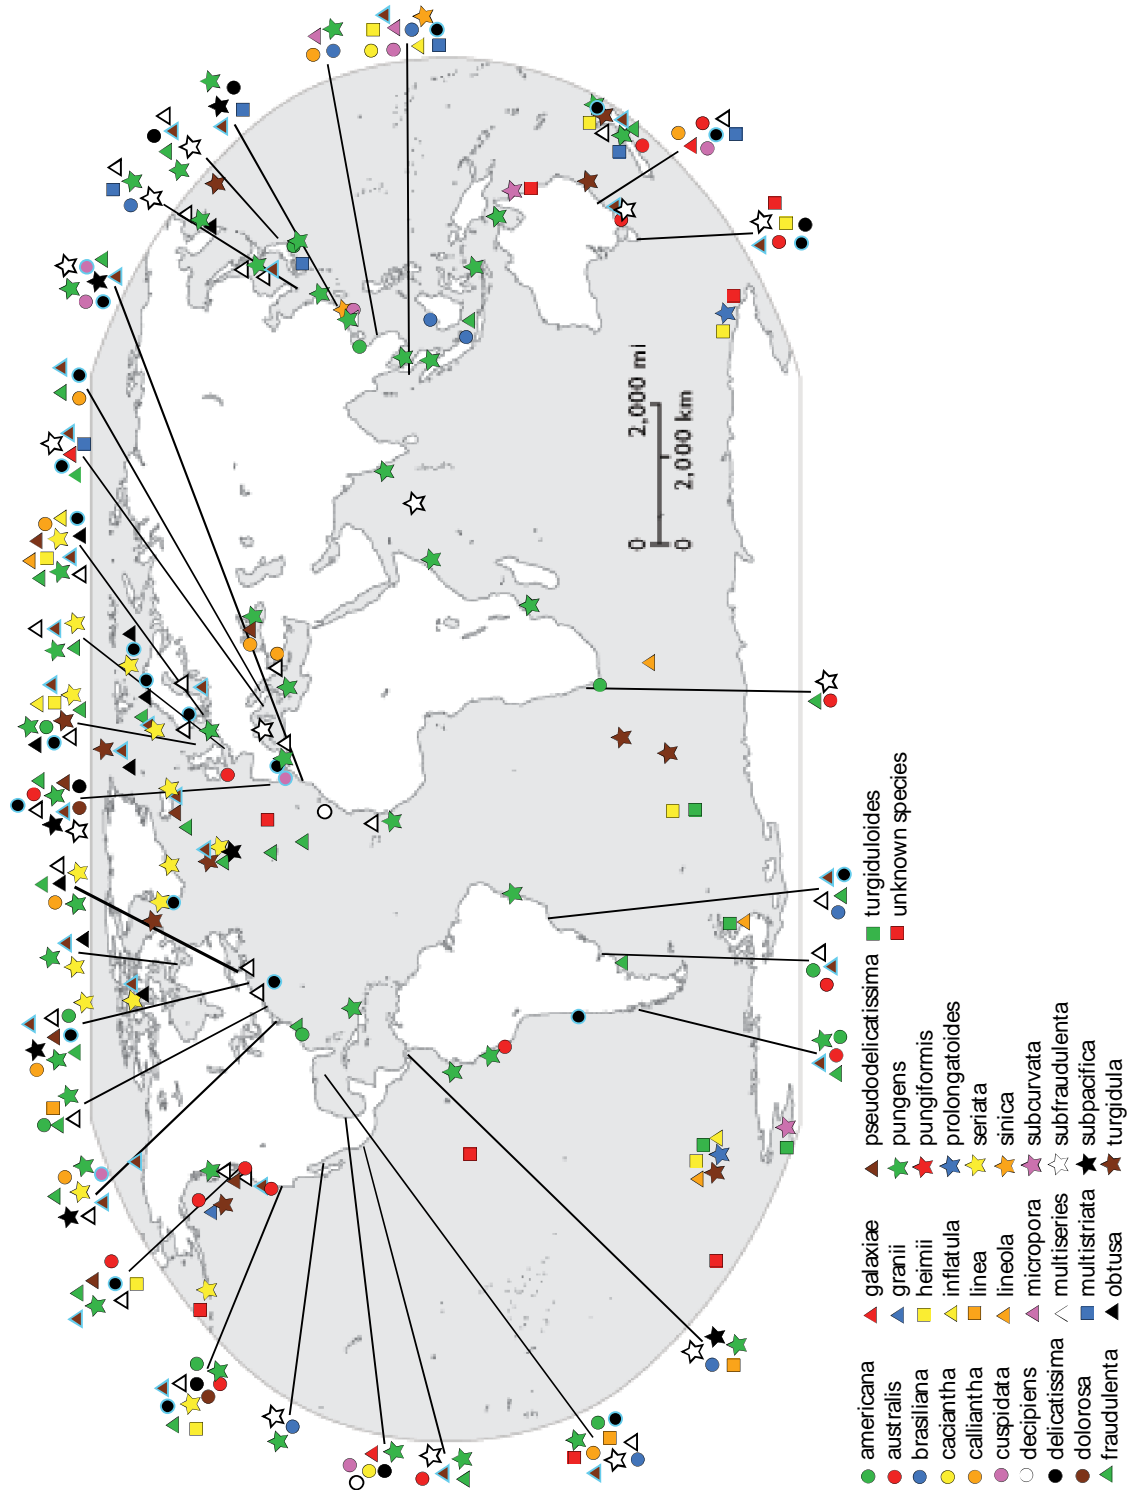 0 2,000 mi
0 2,000 km
americana
australis
brasiliana
caciantha
calliantha
cuspidata
decipiens
delicatissima
dolorosa
fraudulenta
galaxiae
granii
heimii
inflatula
linea
lineola
micropora
multiseries
multistriata
obtusa
pseudodelicatissima
pungens
pungiformis
prolongatoides
seriata
sinica
subcurvata
subfraudulenta
subpacifica
turgidula
turgiduloides
unknown species